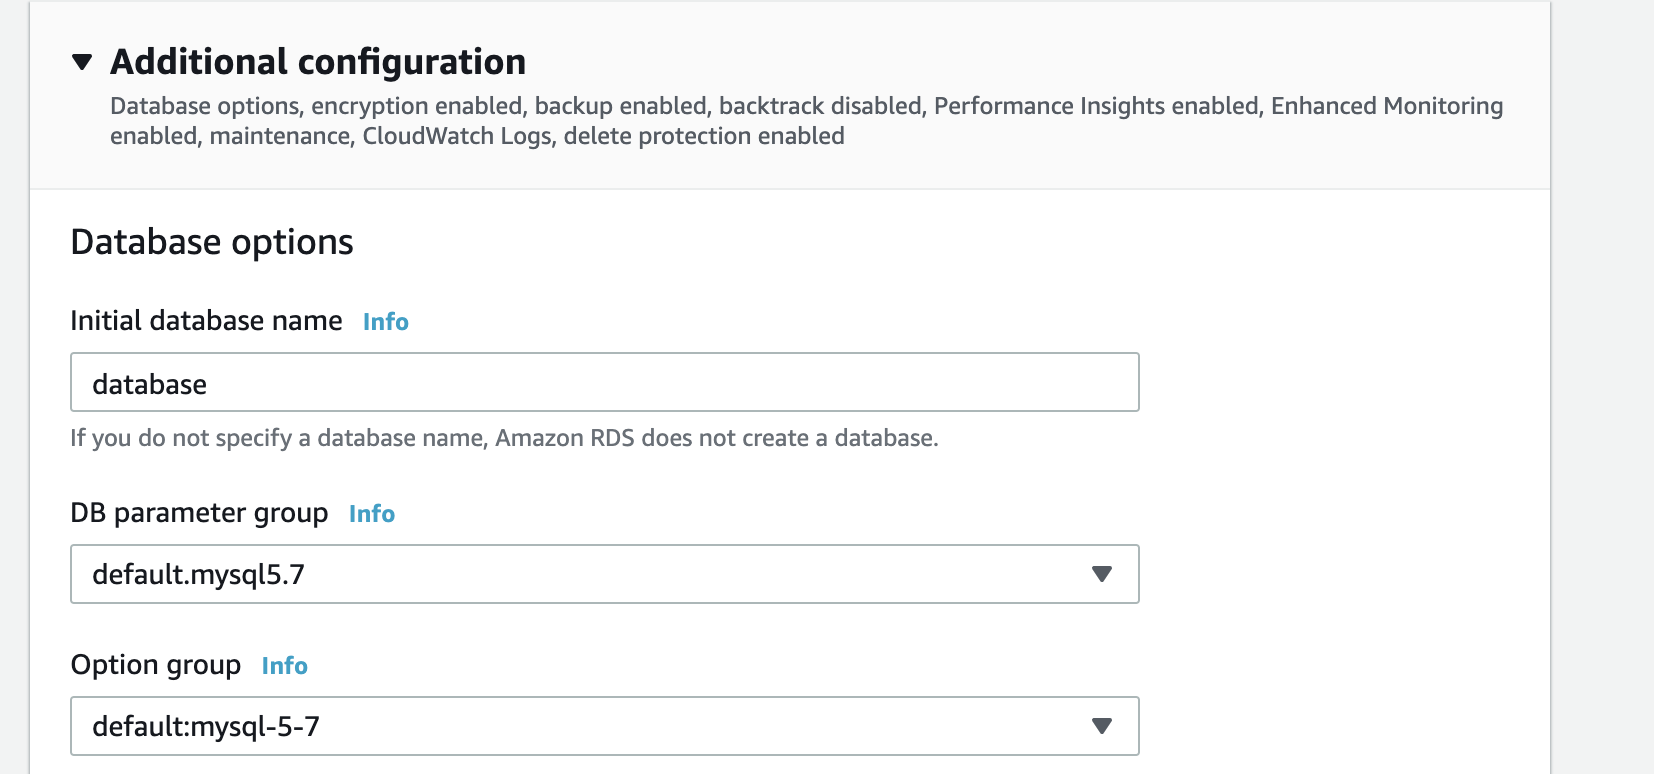 Additional configuration
Database options, encryption enabled, backup enabled, backtrack disabled, Performance Insights enabled, Enhanced Monitoring
enabled, maintenance, CloudWatch Logs, delete protection enabled
Database options
Initial database name Info
database
If you do not specify a database name, Amazon RDS does not create a database.
DB parameter group Info
default.mysql5.7
Option group Info
default:mysql-5-7